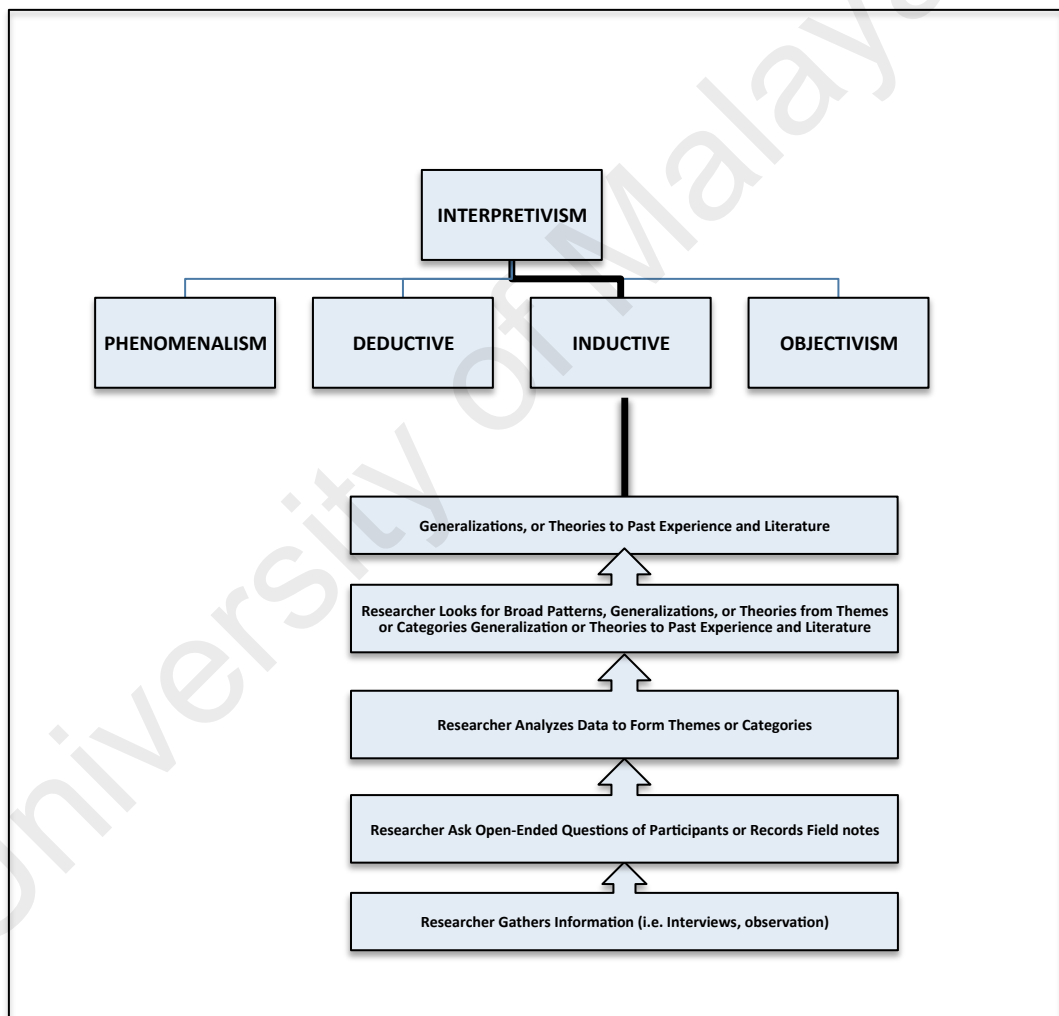 INTERPRETIVISM
PHENOMENALISM
DEDUCTIVE
INDUCTIVE
OBJECTIVISM
Generalizations, or Theories to Past Experience and Literature
Researcher Looks for Broad Patterns, Generalizations, or Theories from Themes
or Categories Generalization or Theories to Past Experience and Literature
Researcher Analyzes Data to Form Themes or Categories
Researcher Ask Open-Ended Questions of Participants or Records Field notes
Researcher Gathers Information (i.e. Interviews, observation)
University of Malaya